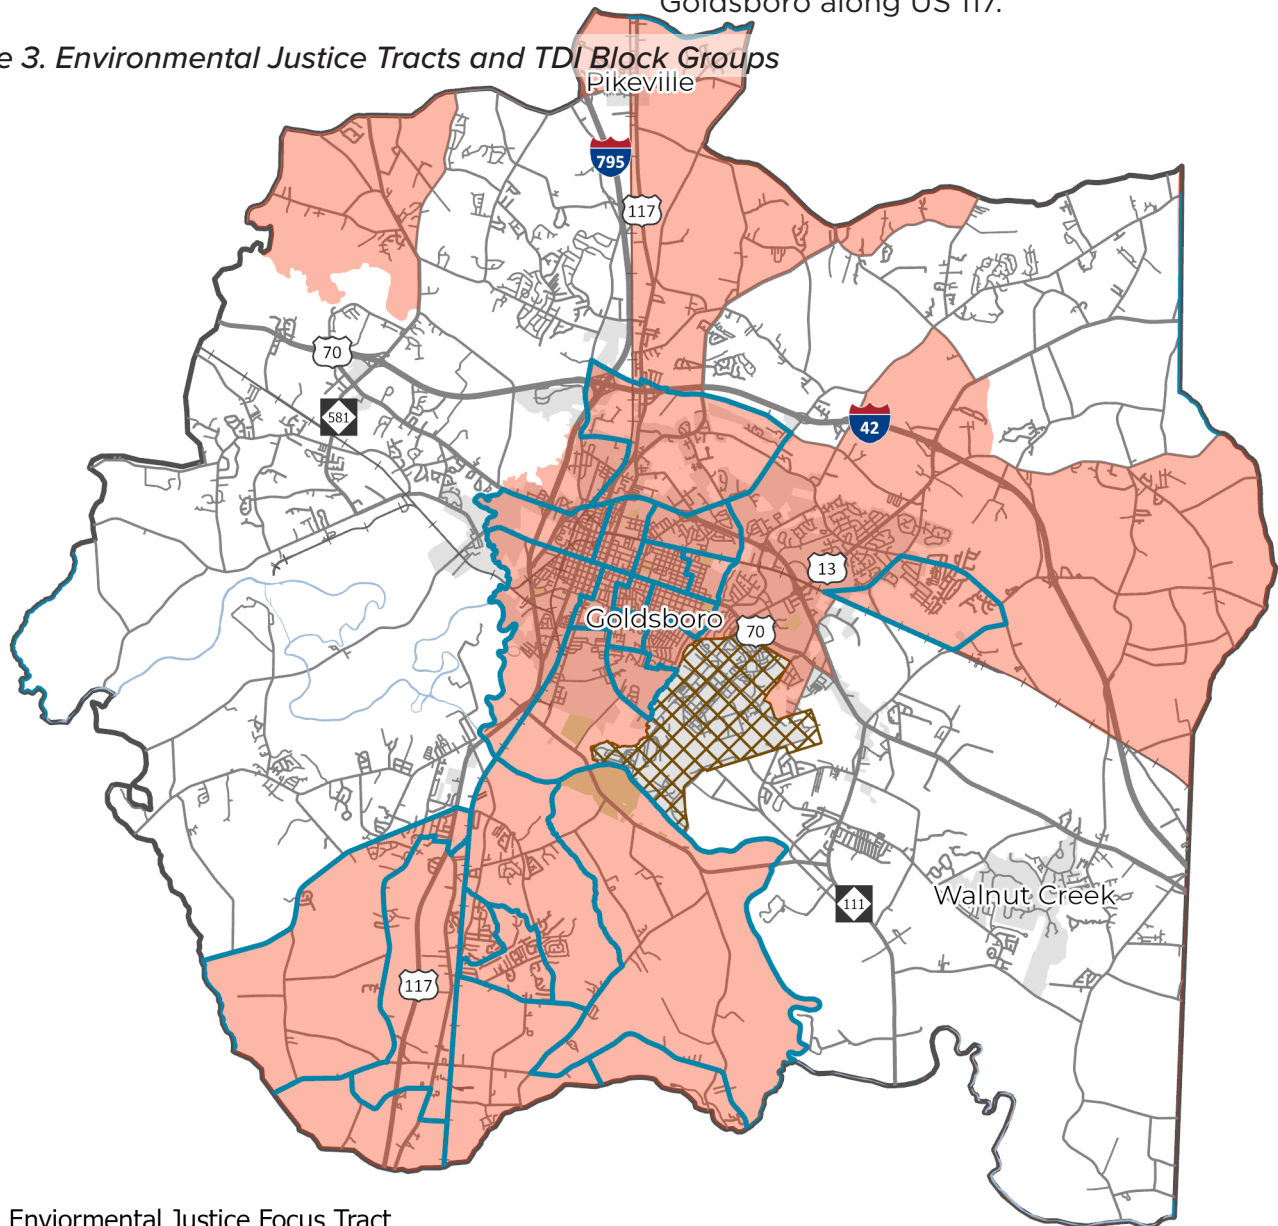 Goldsboro along US 117.
e 3. Environmental Justice Tracts and TDI Block Groups
Pikeville
795
117
70
581
42
13
Goldsboro
70
111
Walnut Creek
117
Enviormental Justice Focus Tract